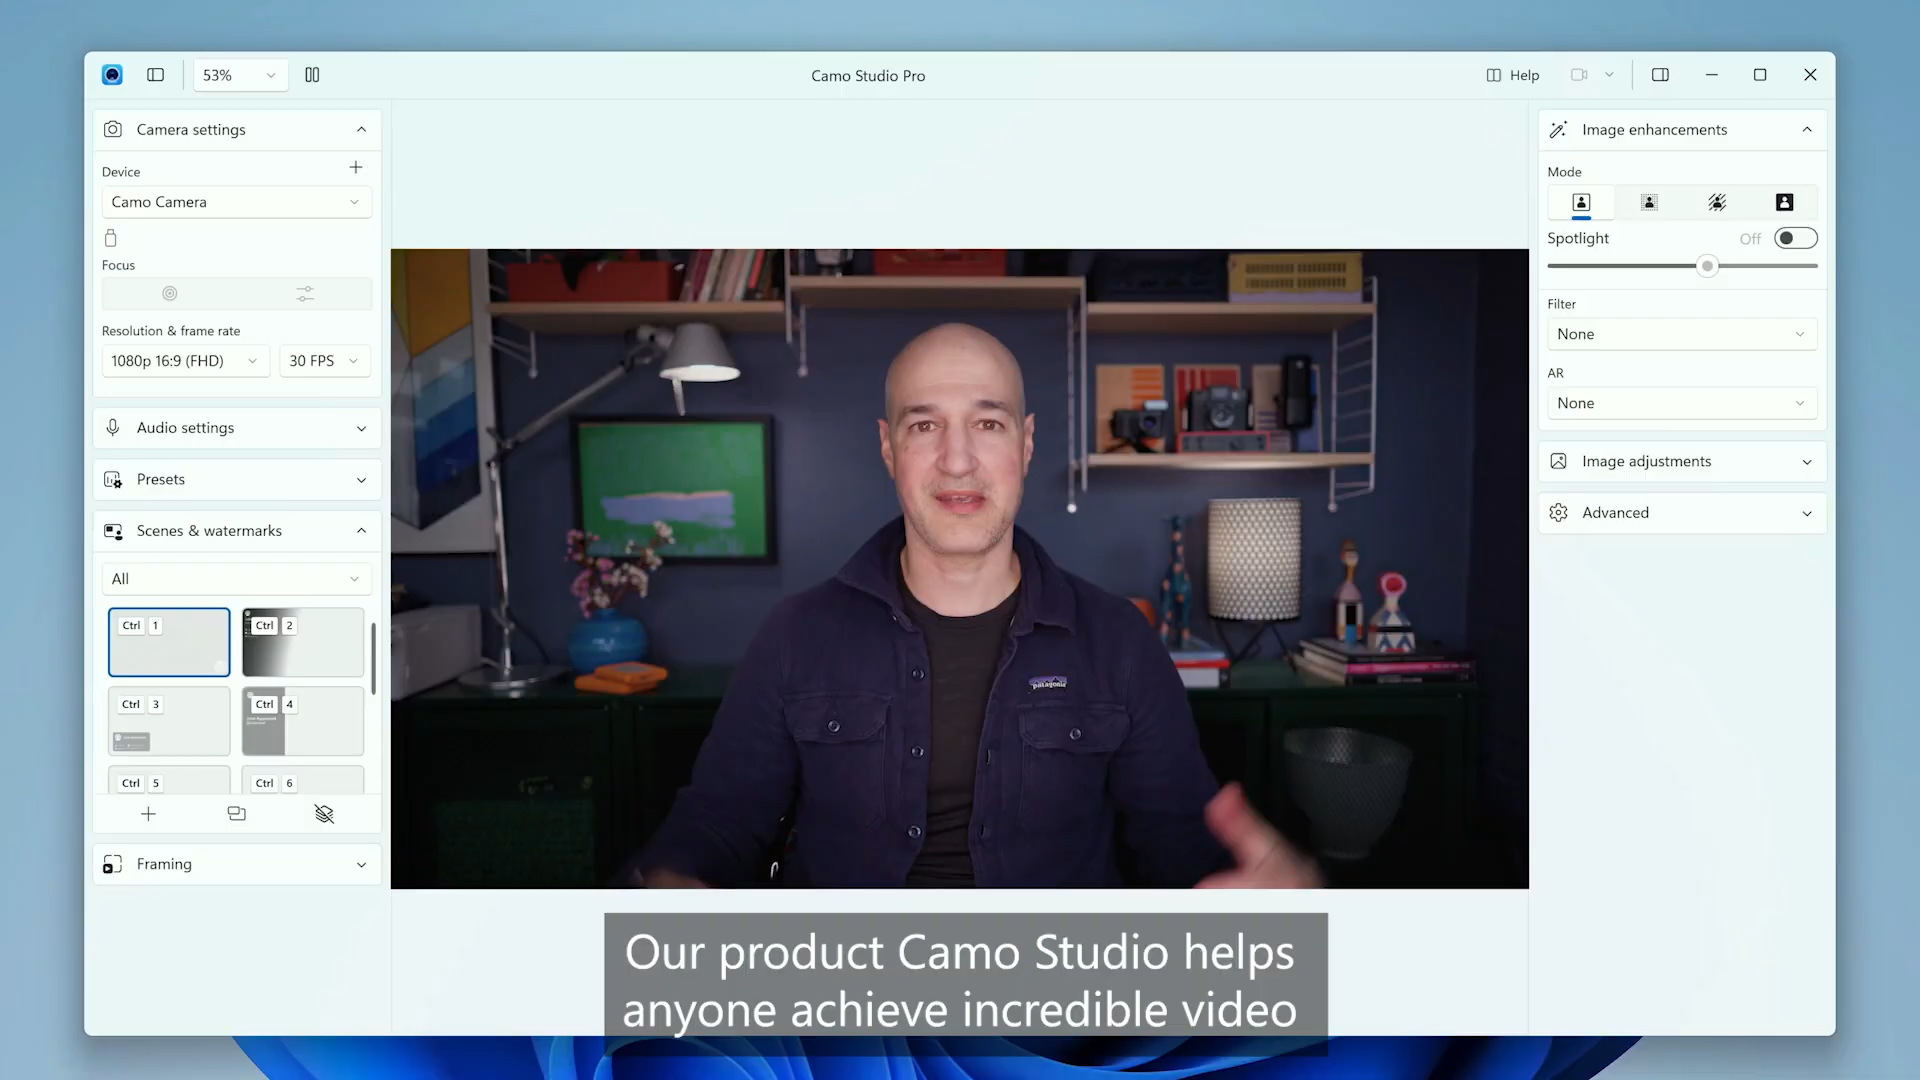 53%
Camo Studio Pro
Help
Camera settings
Device
Camo Camera
Focus
Resolution & frame rate
1080p 16:9 (FHD)
30 FPS
Audio settings
Presets
Scenes & watermarks
All
Ctrl 1
Ctrl 2
Ctrl 3
Ctrl 4
Ctrl 5
Ctrl 6
Framing
patagonia
Image enhancements
Mode
Spotlight
Off
Filter
None
AR
None
Image adjustments
Advanced
Our product Camo Studio helps
anyone achieve incredible video